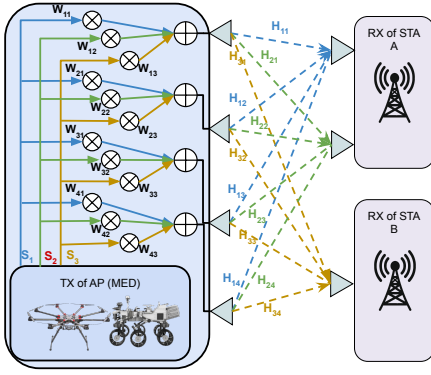 W11
W12
W13
W21
W22
W23
W31
W32
W33
W41
W42
W43
S1
S2
S3
TX of AP (MED)
H11
H21
H31
H12
H22
H32
H13
H23
H33
H14
H24
H34
RX of STA
A
RX of STA
B